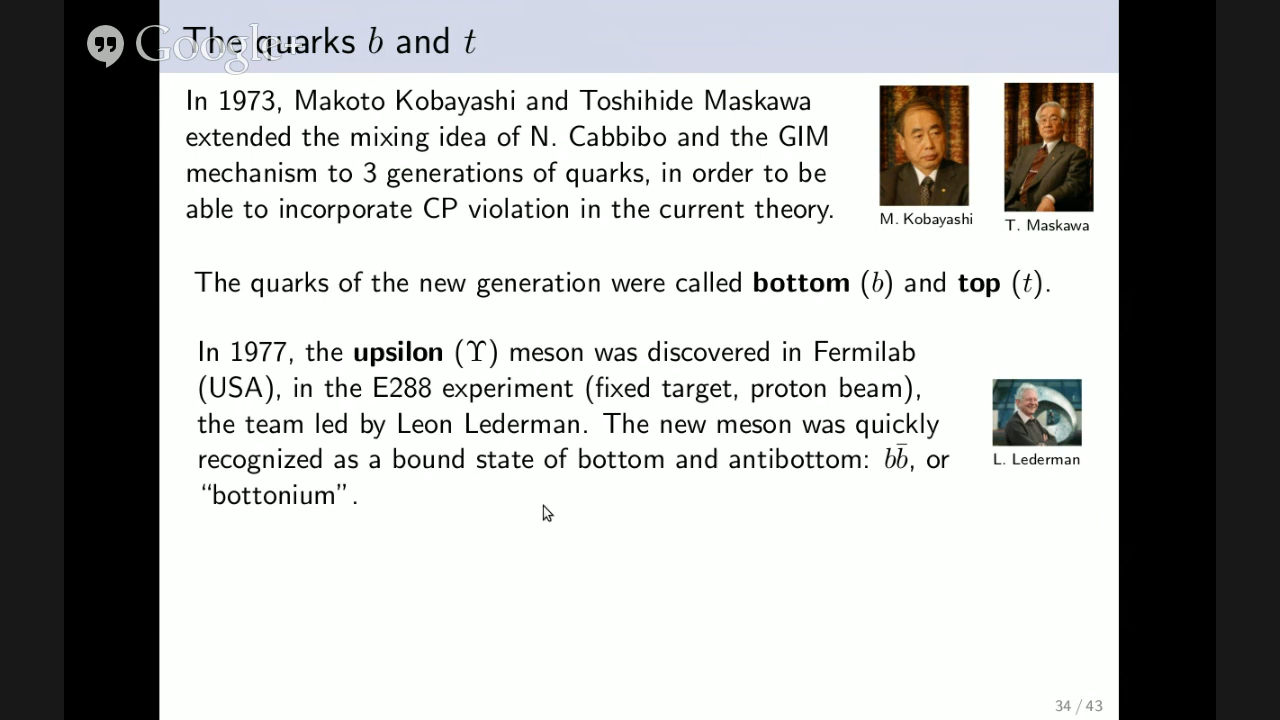 Google+
The quarks b and t
In 1973, Makoto Kobayashi and Toshihide Maskawa
extended the mixing idea of N. Cabbibo and the GIM
mechanism to 3 generations of quarks, in order to be
able to incorporate CP violation in the current theory.
M. Kobayashi
T. Maskawa
The quarks of the new generation were called bottom (b) and top (t).
In 1977, the upsilon (ϒ) meson was discovered in Fermilab
(USA), in the E288 experiment (fixed target, proton beam),
the team led by Leon Lederman. The new meson was quickly
recognized as a bound state of bottom and antibottom: bb̄, or
“bottonium”.
L. Lederman
34 / 43